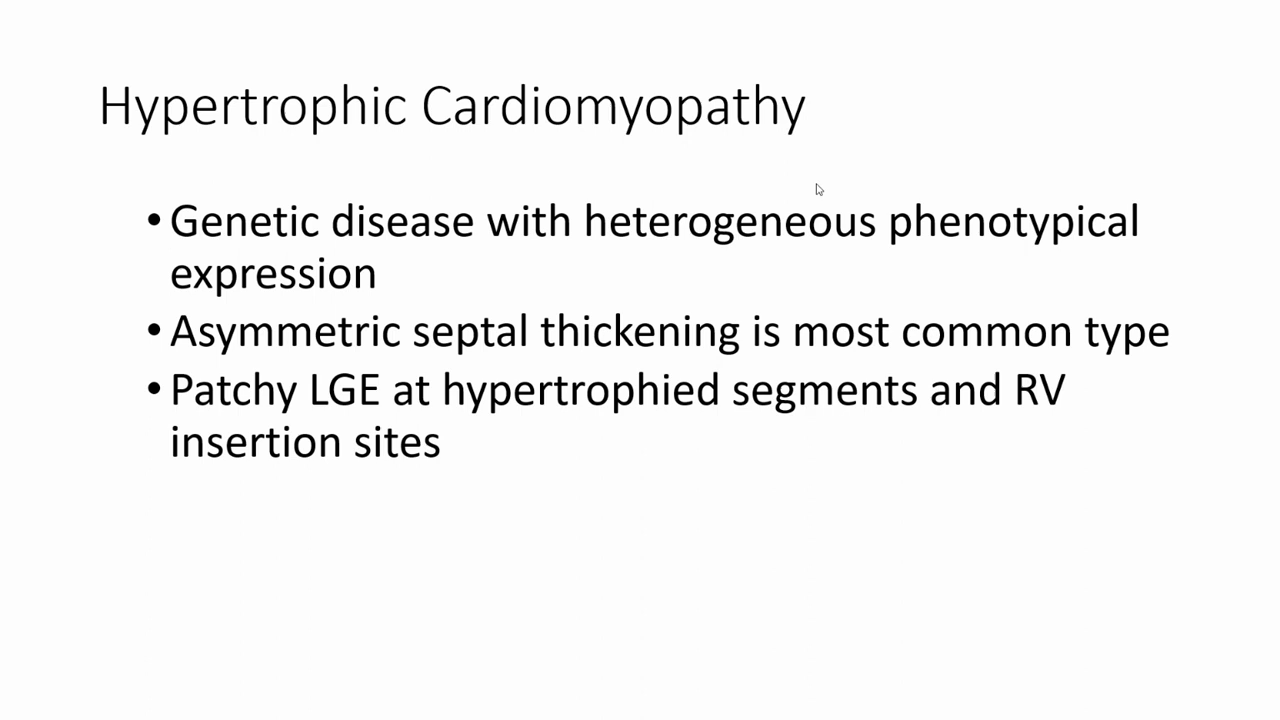 Hypertrophic Cardiomyopathy
• Genetic disease with heterogeneous phenotypical
expression
• Asymmetric septal thickening is most common type
• Patchy LGE at hypertrophied segments and RV
insertion sites